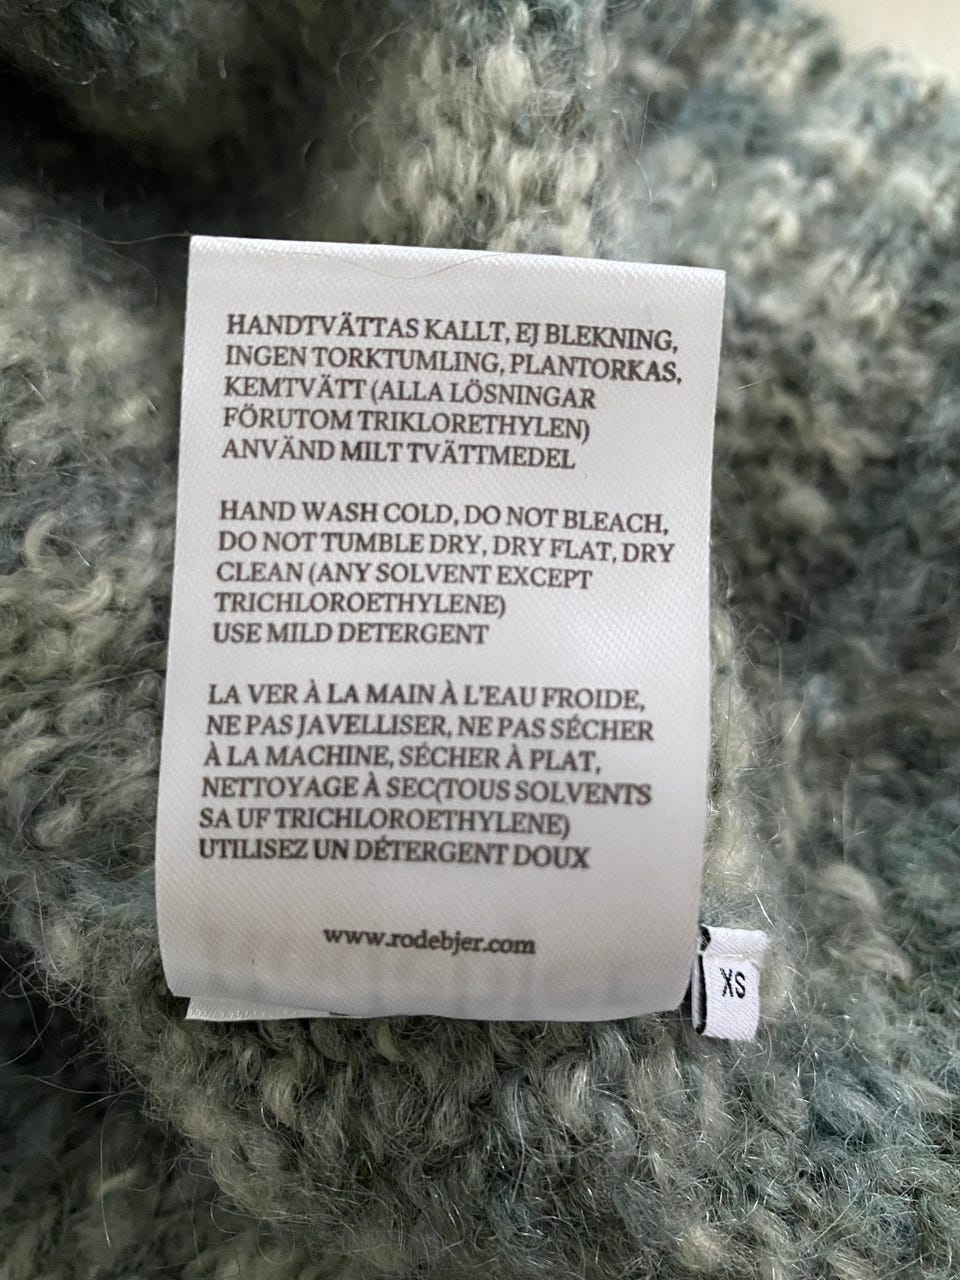 HANDTVÄTTAS KALLT, EJ BLEKNING,
INGEN TORKTUMLING, PLANTORKAS,
KEMTVÄTT (ALLA LÖSNINGAR
FÖRUTOM TRIKLORETHYLEN)
ANVÄND MILT TVÄTTMEDEL
HAND WASH COLD, DO NOT BLEACH,
DO NOT TUMBLE DRY, DRY FLAT, DRY
CLEAN (ANY SOLVENT EXCEPT
TRICHLOROETHYLENE)
USE MILD DETERGENT
LA VER À LA MAIN À L'EAU FROIDE,
NE PAS JAVELLISER, NE PAS SÉCHER
À LA MACHINE, SÉCHER À PLAT,
NETTOYAGE À SEC(TOUS SOLVENTS
SA UF TRICHLOROETHYLENE)
UTILISEZ UN DÉTERGENT DOUX
www.rodebjer.com
XS